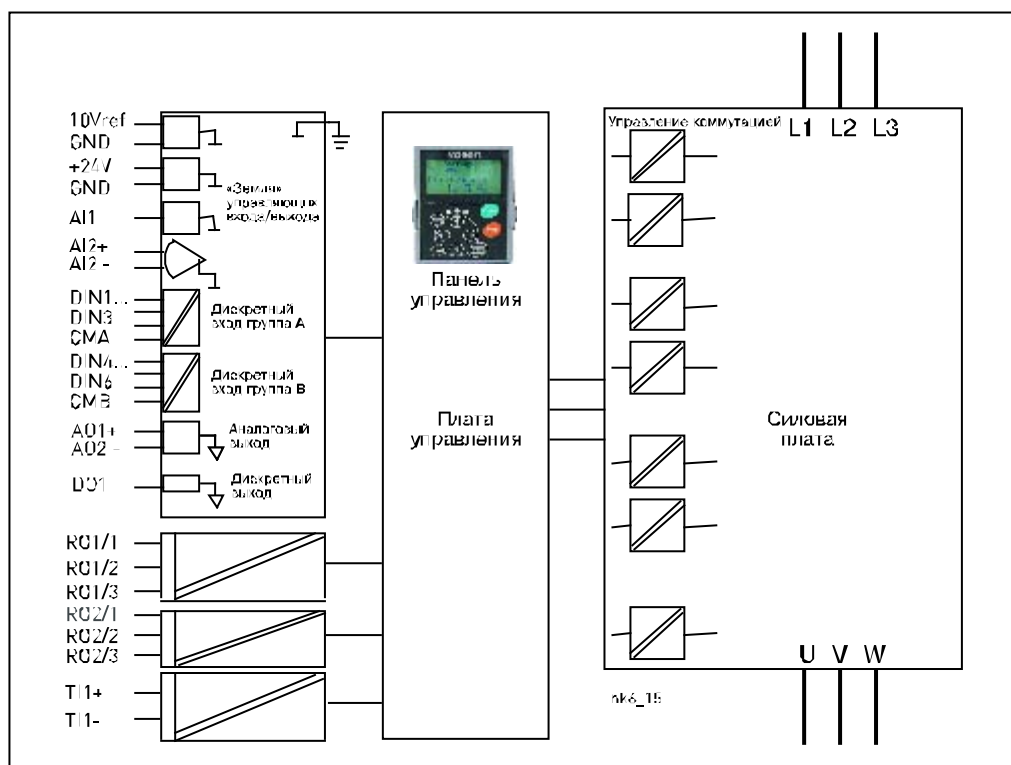 10Vref
GND
+24V
GND
AI1
AI2+
AI2-
DIN1...
DIN3
CMA
DIN4...
DIN6
CMB
AO1+
AO2-
DO1
RO1/1
RO1/2
RO1/3
RO2/1
RO2/2
RO2/3
TI1+
TI1-
«Земля»
управляющих
входа/выхода
Дискретный
вход группа A
Дискретный
вход группа B
Аналоговый
выход
Дискретный
выход
vacon
Панель
управления
Плата
управления
Управление коммутацией
L1 L2 L3
Силовая
плата
U V W
nk6_15